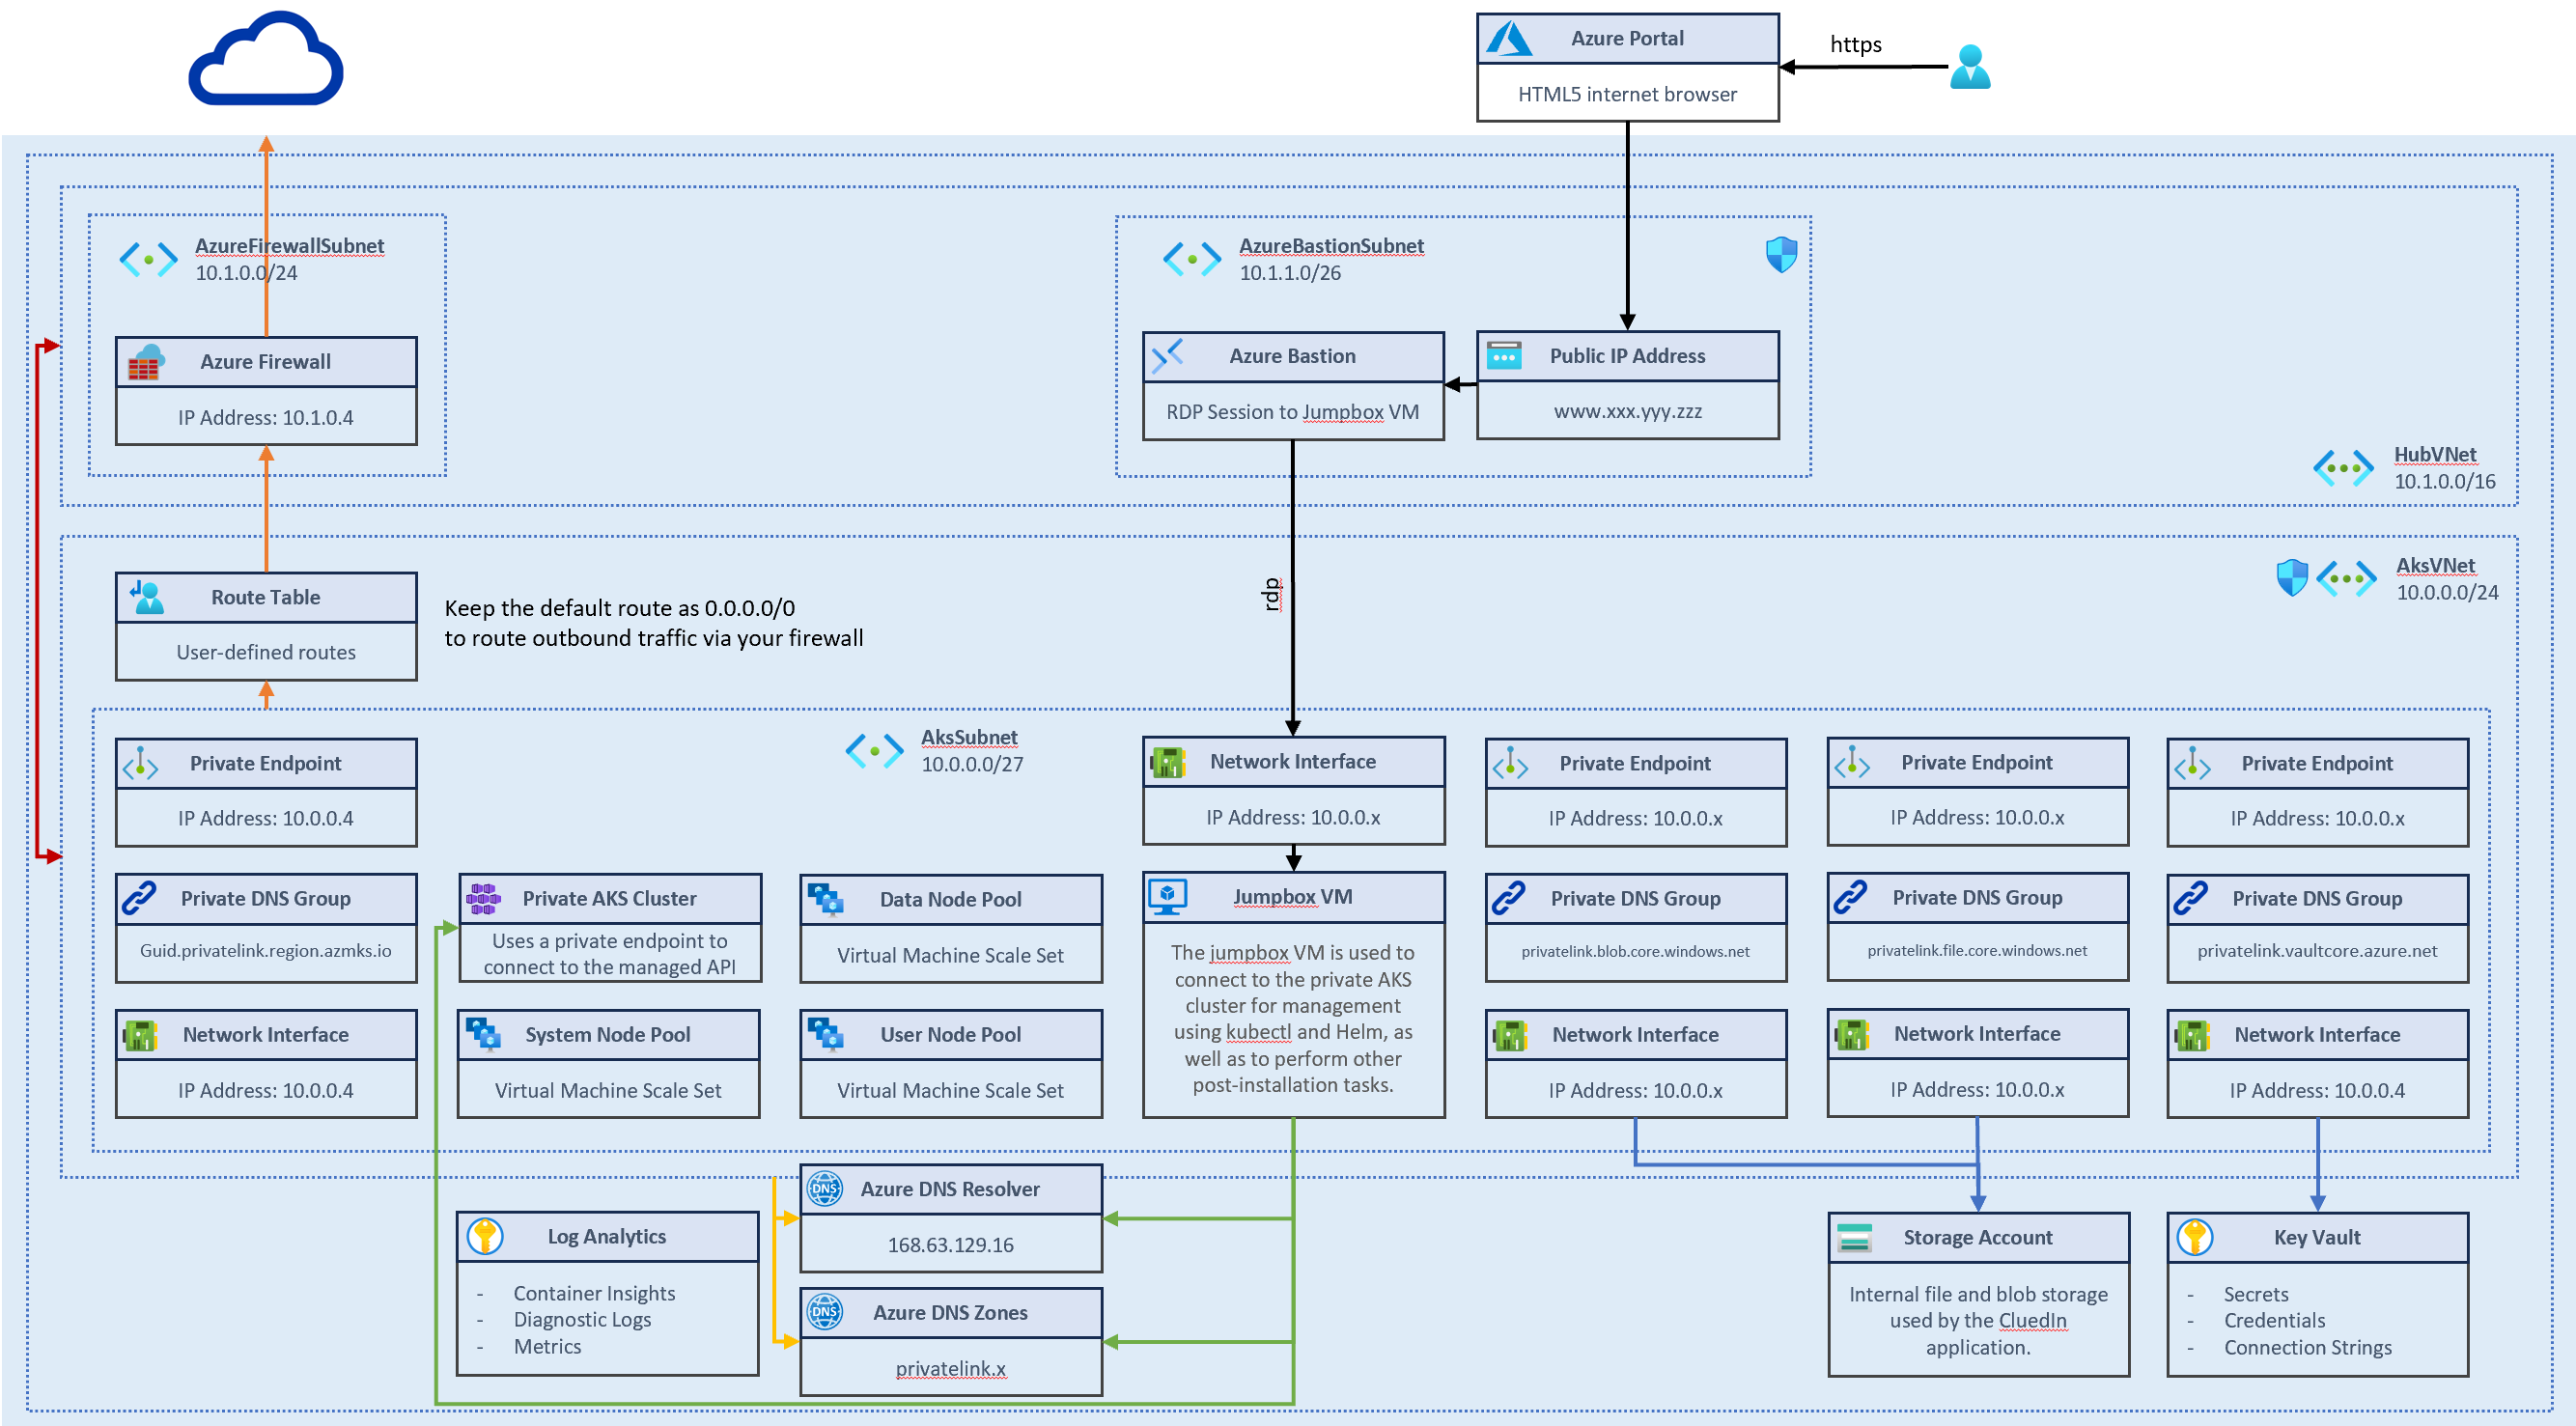 Azure Portal
HTML5 internet browser
https
AzureFirewallSubnet
10.1.0.0/24
Azure Firewall
IP Address: 10.1.0.4
AzureBastionSubnet
10.1.1.0/26
Azure Bastion
RDP Session to Jumpbox VM
Public IP Address
www.xxx.yyy.zzz
HubVNet
10.1.0.0/16
Route Table
User-defined routes
Keep the default route as 0.0.0.0/0
to route outbound traffic via your firewall
rdp
AksVNet
10.0.0.0/24
AksSubnet
10.0.0.0/27
Private Endpoint
IP Address: 10.0.0.4
Network Interface
IP Address: 10.0.0.x
Private Endpoint
IP Address: 10.0.0.x
Private Endpoint
IP Address: 10.0.0.x
Private Endpoint
IP Address: 10.0.0.x
Private DNS Group
Guid.privatelink.region.azmks.io
Private AKS Cluster
Uses a private endpoint to
connect to the managed API
Data Node Pool
Virtual Machine Scale Set
Jumpbox VM
The jumpbox VM is used to
connect to the private AKS
cluster for management
using kubectl and Helm, as
well as to perform other
post-installation tasks.
Private DNS Group
privatelink.blob.core.windows.net
Private DNS Group
privatelink.file.core.windows.net
Private DNS Group
privatelink.vaultcore.azure.net
Network Interface
IP Address: 10.0.0.4
System Node Pool
Virtual Machine Scale Set
User Node Pool
Virtual Machine Scale Set
Network Interface
IP Address: 10.0.0.x
Network Interface
IP Address: 10.0.0.x
Network Interface
IP Address: 10.0.0.4
Log Analytics
- Container Insights
- Diagnostic Logs
- Metrics
DNS
Azure DNS Resolver
168.63.129.16
DNS
Azure DNS Zones
privatelink.x
Storage Account
Internal file and blob storage
used by the CluedIn
application.
Key Vault
- Secrets
- Credentials
- Connection Strings